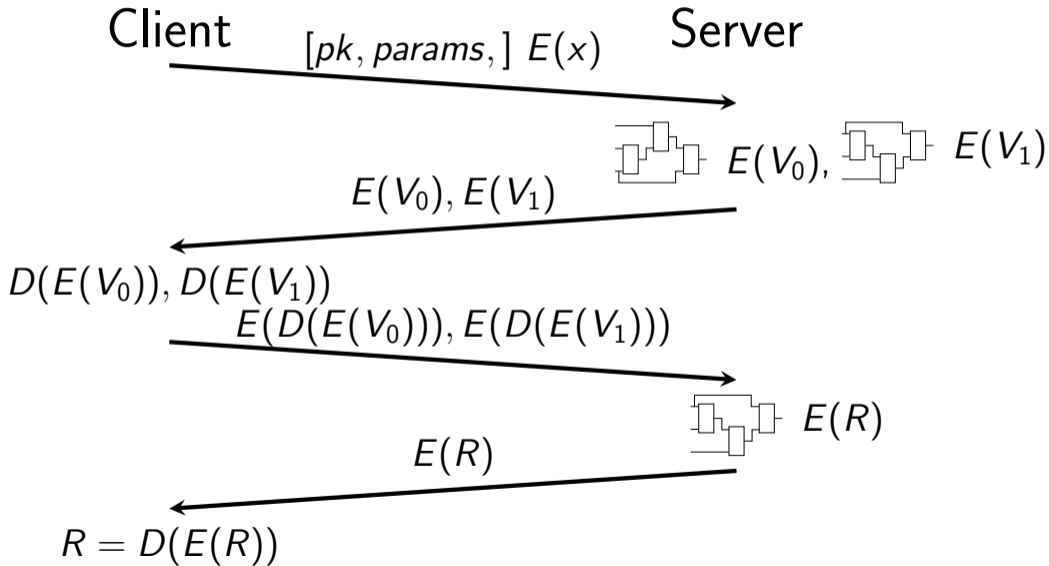 Client Server
[pk, params, ] E(x)
E(V₀), E(V₁)
E(V₀), E(V₁)
D(E(V₀)), D(E(V₁))
E(D(E(V₀))), E(D(E(V₁)))
E(R)
E(R)
R = D(E(R))